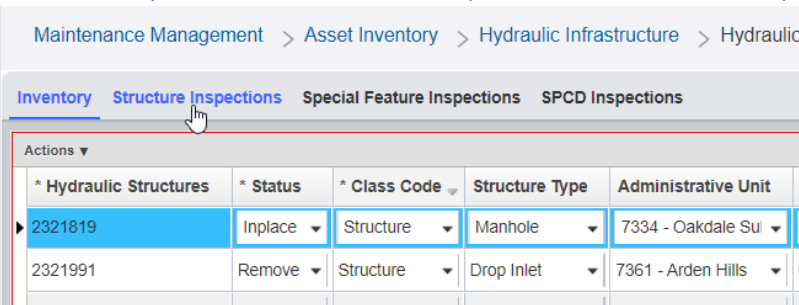 Maintenance Management > Asset Inventory > Hydraulic Infrastructure > Hydraulic
Inventory Structure Inspections Special Feature Inspections SPCD Inspections
Actions ▼
* Hydraulic Structures * Status * Class Code Structure Type Administrative Unit
2321819 Inplace Structure Manhole 7334 - Oakdale Su
2321991 Remove Structure Drop Inlet 7361 - Arden Hills